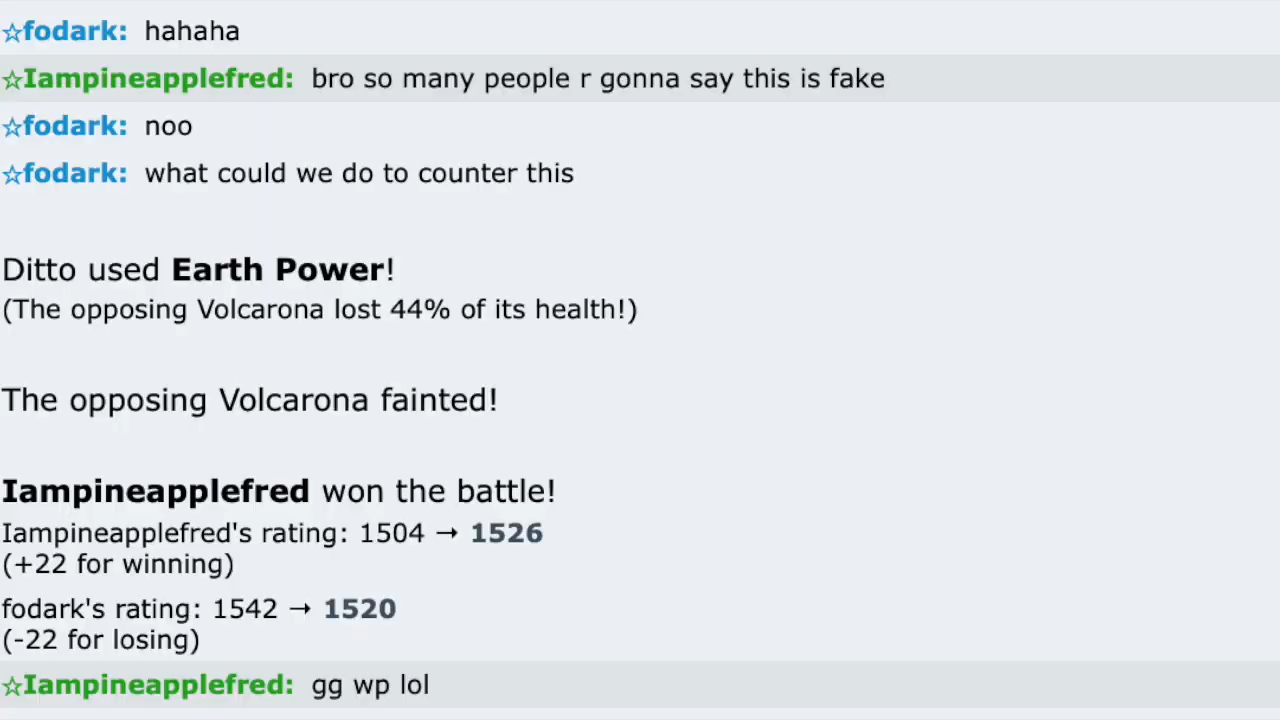 ☆fodark: hahaha
☆Iampineapplefred: bro so many people r gonna say this is fake
☆fodark: noo
☆fodark: what could we do to counter this
Ditto used Earth Power!
(The opposing Volcarona lost 44% of its health!)
The opposing Volcarona fainted!
Iampineapplefred won the battle!
Iampineapplefred's rating: 1504 → 1526
(+22 for winning)
fodark's rating: 1542 → 1520
(-22 for losing)
☆Iampineapplefred: gg wp lol